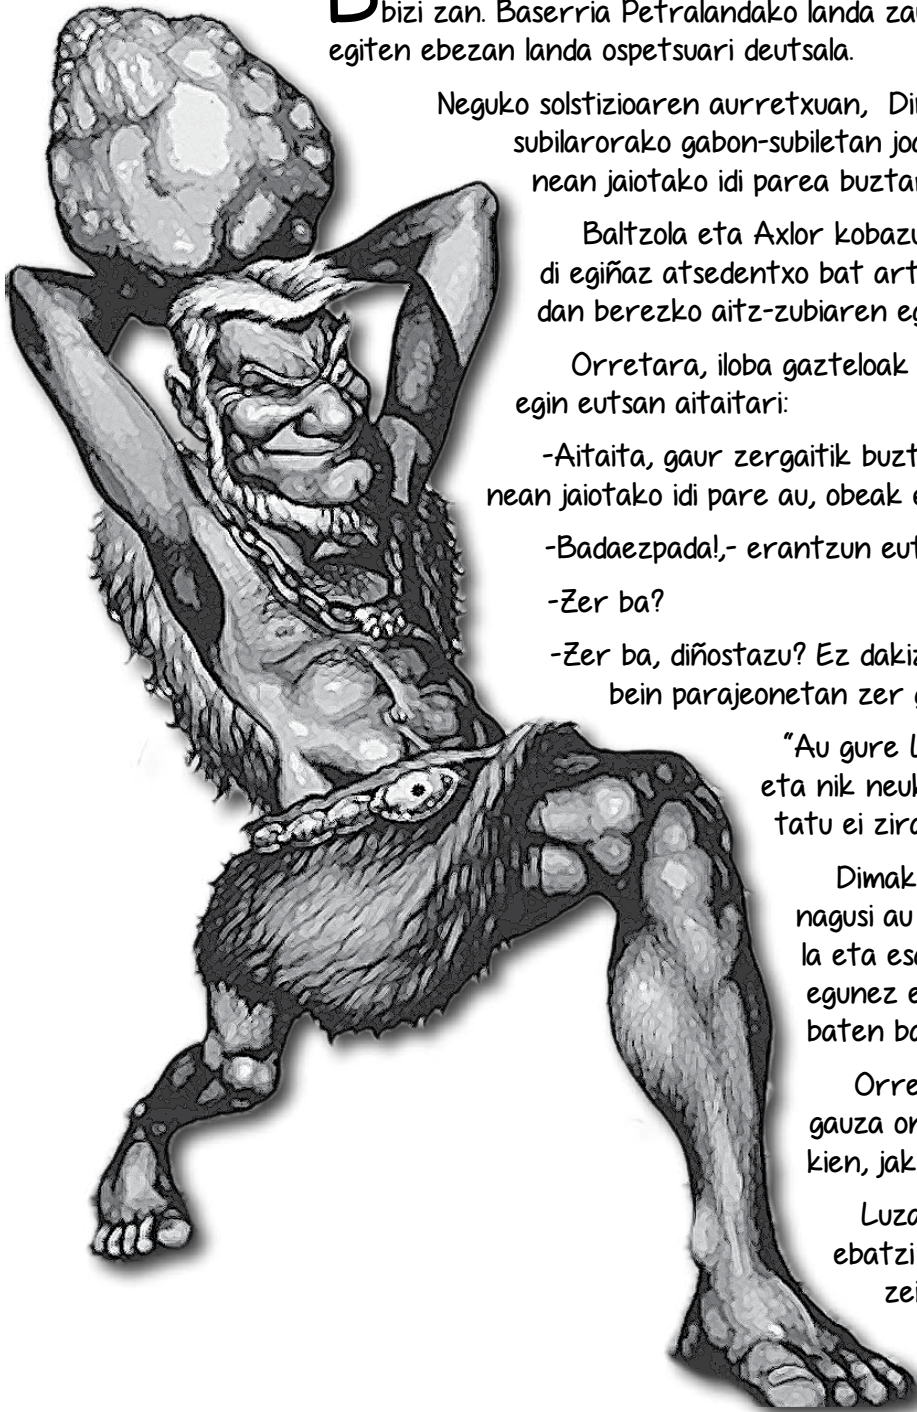 B
bizi zan. Baserria Petralandako landa zau
egiten ebezan landa ospetsuari deutsala.
Neguko solstizioaren aurretxuan, Di
subilarorako gabon-subiletan joa
nean jaiotako idi parea buztar
Baltzola eta Axlor kobazu
di egiñaz atsedentxo bat art
dan berezko aitz-zubiaren eg
Orretara, iloba gazteloak
egin eutsan aitaitari:
-Aitaita, gaur zergaitik buzt
nean jaiotako idi pare au, obeak e
-Badaezpada!,- erantzun eut
-Zer ba?
-Zer ba, diñostazu? Ez dakiz
bein parajeonetan zer g
"Au gure L
eta nik neuk
tatu ei zira
Dimak
nagusi au
la eta esa
egunez e
baten ba
Orre
gauza or
kien, jak
Luza
ebatzi
zei